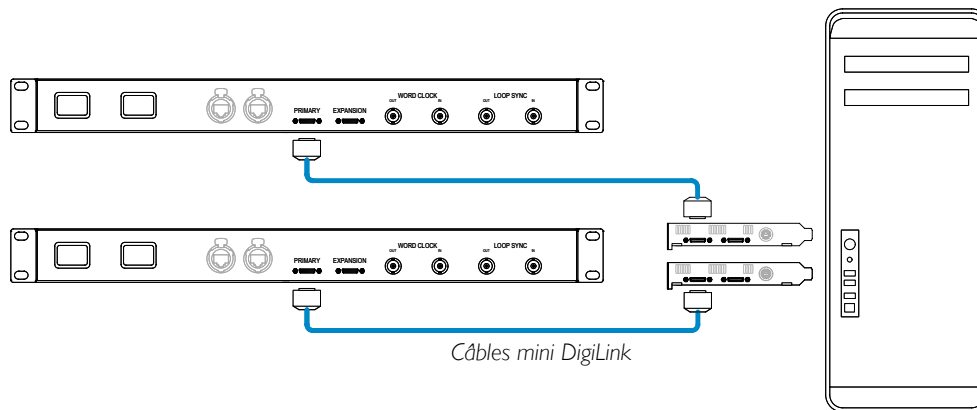 WORD CLOCK LOOP SYNC
OUT IN OUT IN
PRIMARY EXPANSION
WORD CLOCK LOOP SYNC
OUT IN OUT IN
PRIMARY EXPANSION
Câbles mini DigiLink